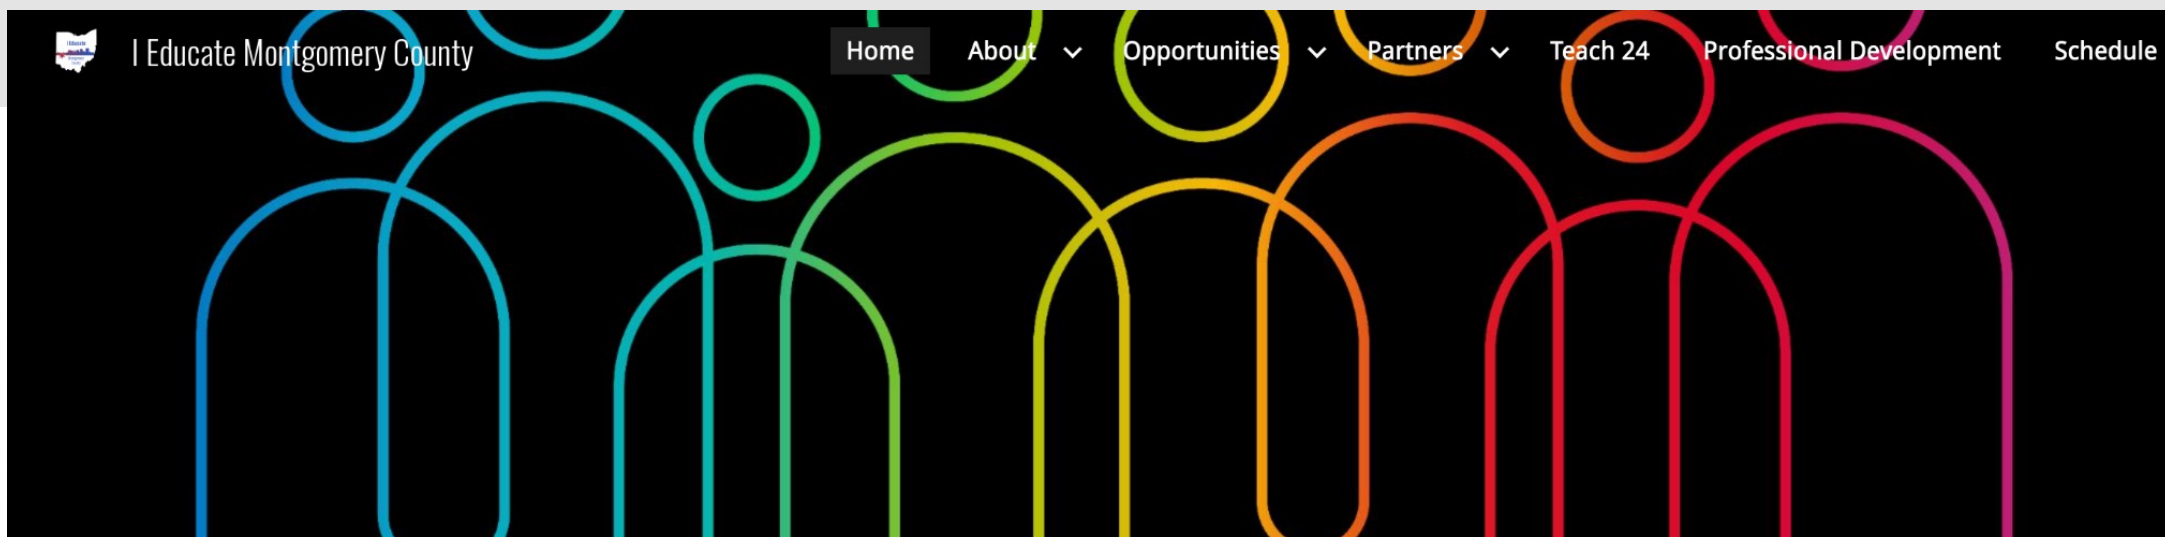 I Educate Montgomery County
Home About Opportunities Partners Teach 24 Professional Development Schedule